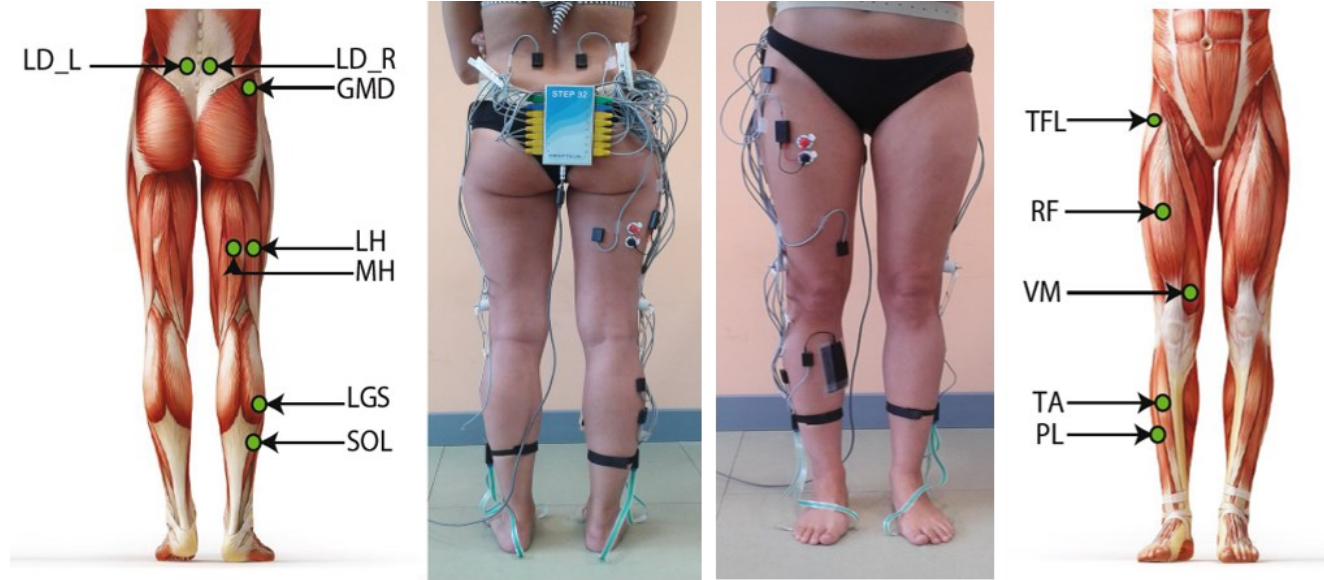 LD_L
LD_R
GMD
LH
MH
LGS
SOL
STEP 32
TFL
RF
VM
TA
PL